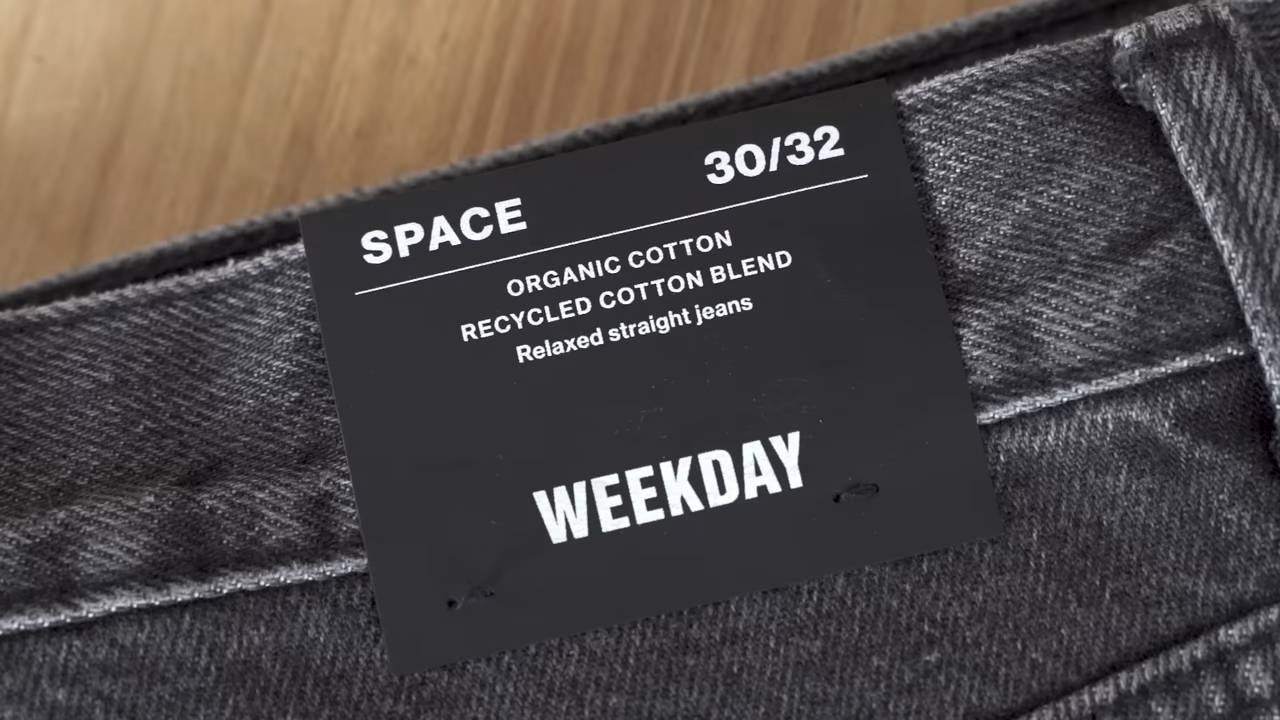 SPACE 30/32
ORGANIC COTTON
RECYCLED COTTON BLEND
Relaxed straight jeans
WEEKDAY